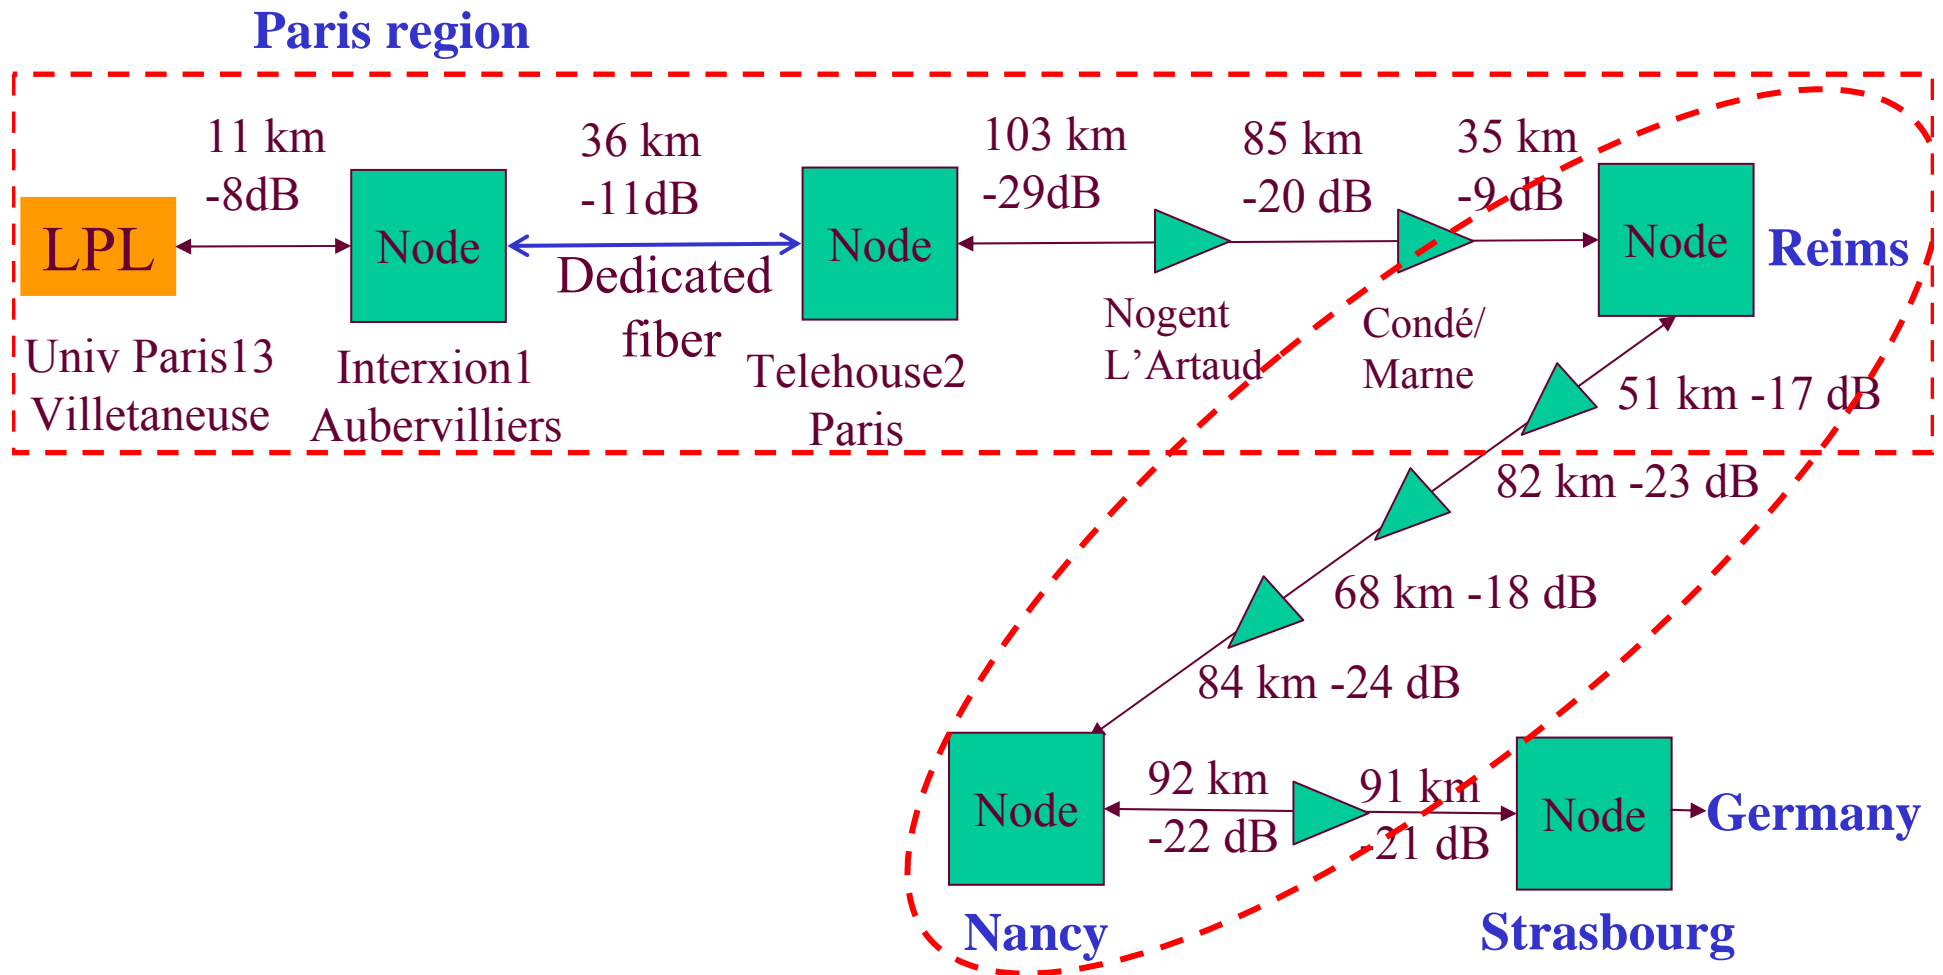 Paris region
11 km
-8dB
36 km
-11dB
103 km
-29dB
85 km
-20 dB
35 km
-9 dB
LPL
Node
Node
Node
Reims
Dedicated
fiber
Univ Paris13
Villetaneuse
Interxion1
Aubervilliers
Telehouse2
Paris
Nogent
L’Artaud
Condé/
Marne
51 km -17 dB
82 km -23 dB
68 km -18 dB
84 km -24 dB
Node
92 km
-22 dB
91 km
-21 dB
Node
Germany
Nancy
Strasbourg